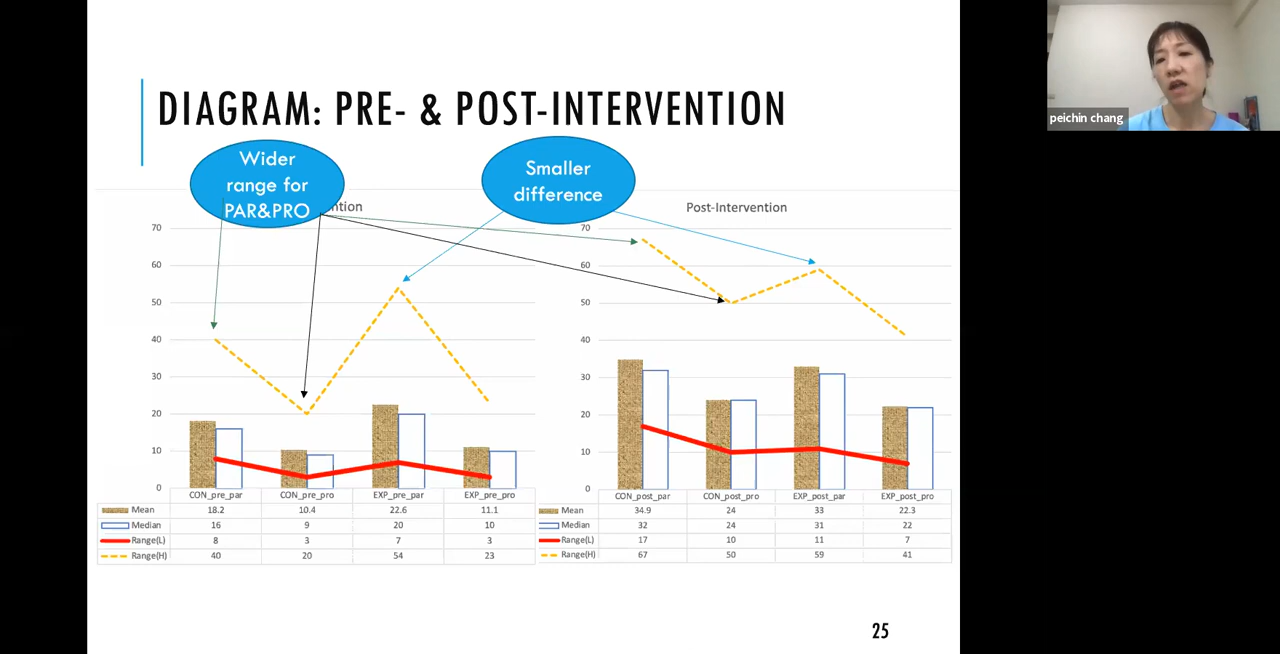 DIAGRAM: PRE- & POST-INTERVENTION
peichin chang
Wider
range for
PAR&PRO
Smaller
difference
ntion
70
60
50
40
30
20
10
0
CON_pre_par CON_pre_pro EXP_pre_par EXP_pre_pro
Mean 18.2 10.4 22.6 11.1
Median 16 9 20 10
Range(L) 8 3 7 3
Range(H) 40 20 54 23
Post-Intervention
70
60
50
40
30
20
10
0
CON_post_par CON_post_pro EXP_post_par EXP_post_pro
Mean 34.9 24 33 22.3
Median 32 24 31 22
Range(L) 17 10 11 7
Range(H) 67 50 59 41
25